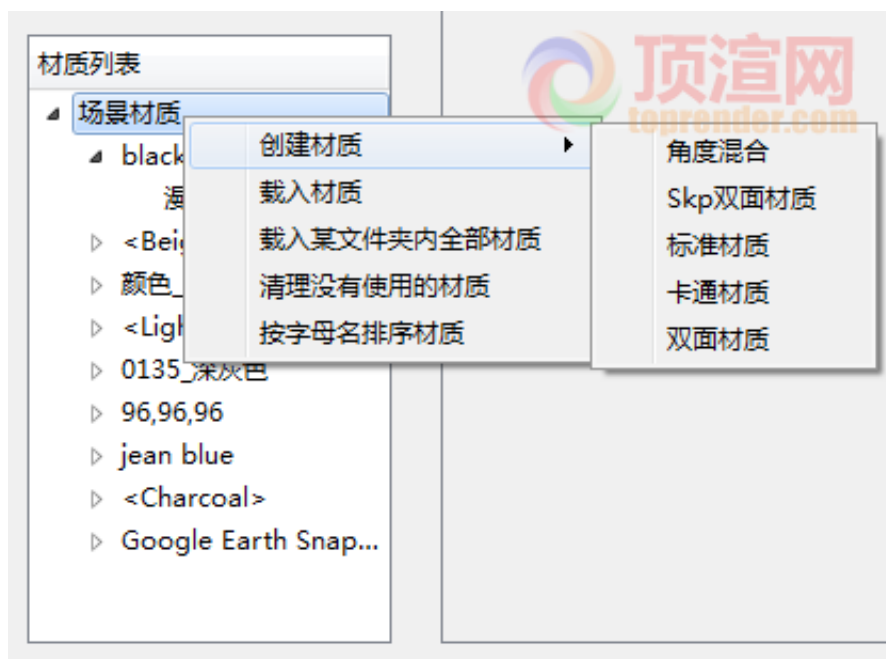 顶渲网
toprender.com
材质列表
场景材质
创建材质
载入材质
载入某文件夹内全部材质
清理没有使用的材质
按字母名排序材质
角度混合
Skp双面材质
标准材质
卡通材质
双面材质
black
漫
<Beig
颜色_
<Ligh
0135_深灰色
96,96,96
jean blue
<Charcoal>
Google Earth Snap...